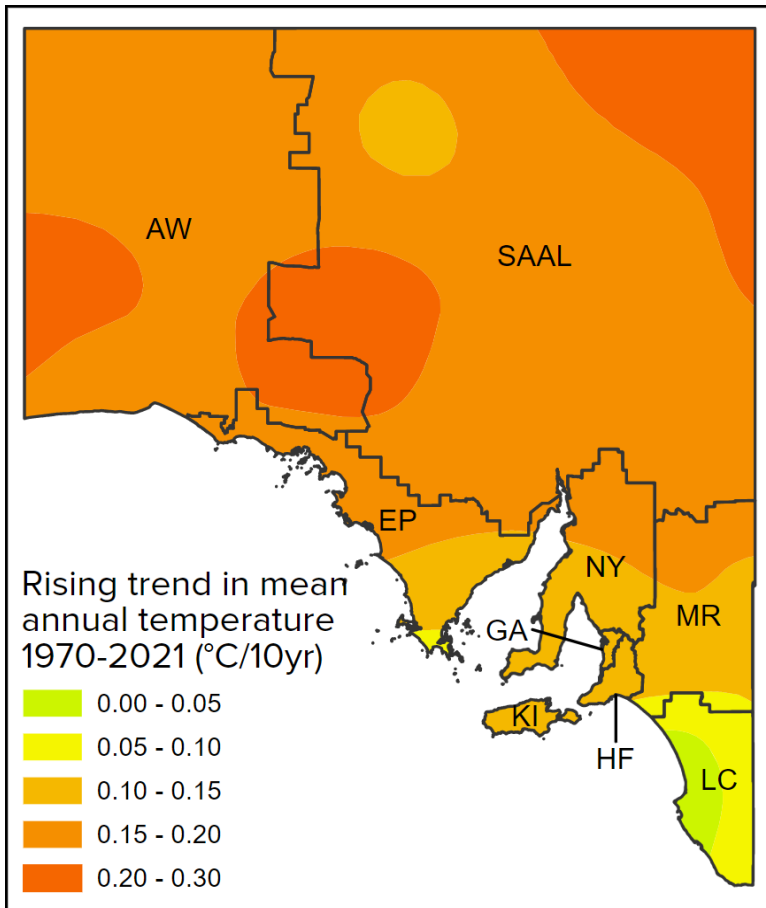 AW
SAAL
EP
NY
MR
GA
KI
HF
LC
Rising trend in mean
annual temperature
1970-2021 (°C/10yr)
0.00 - 0.05
0.05 - 0.10
0.10 - 0.15
0.15 - 0.20
0.20 - 0.30